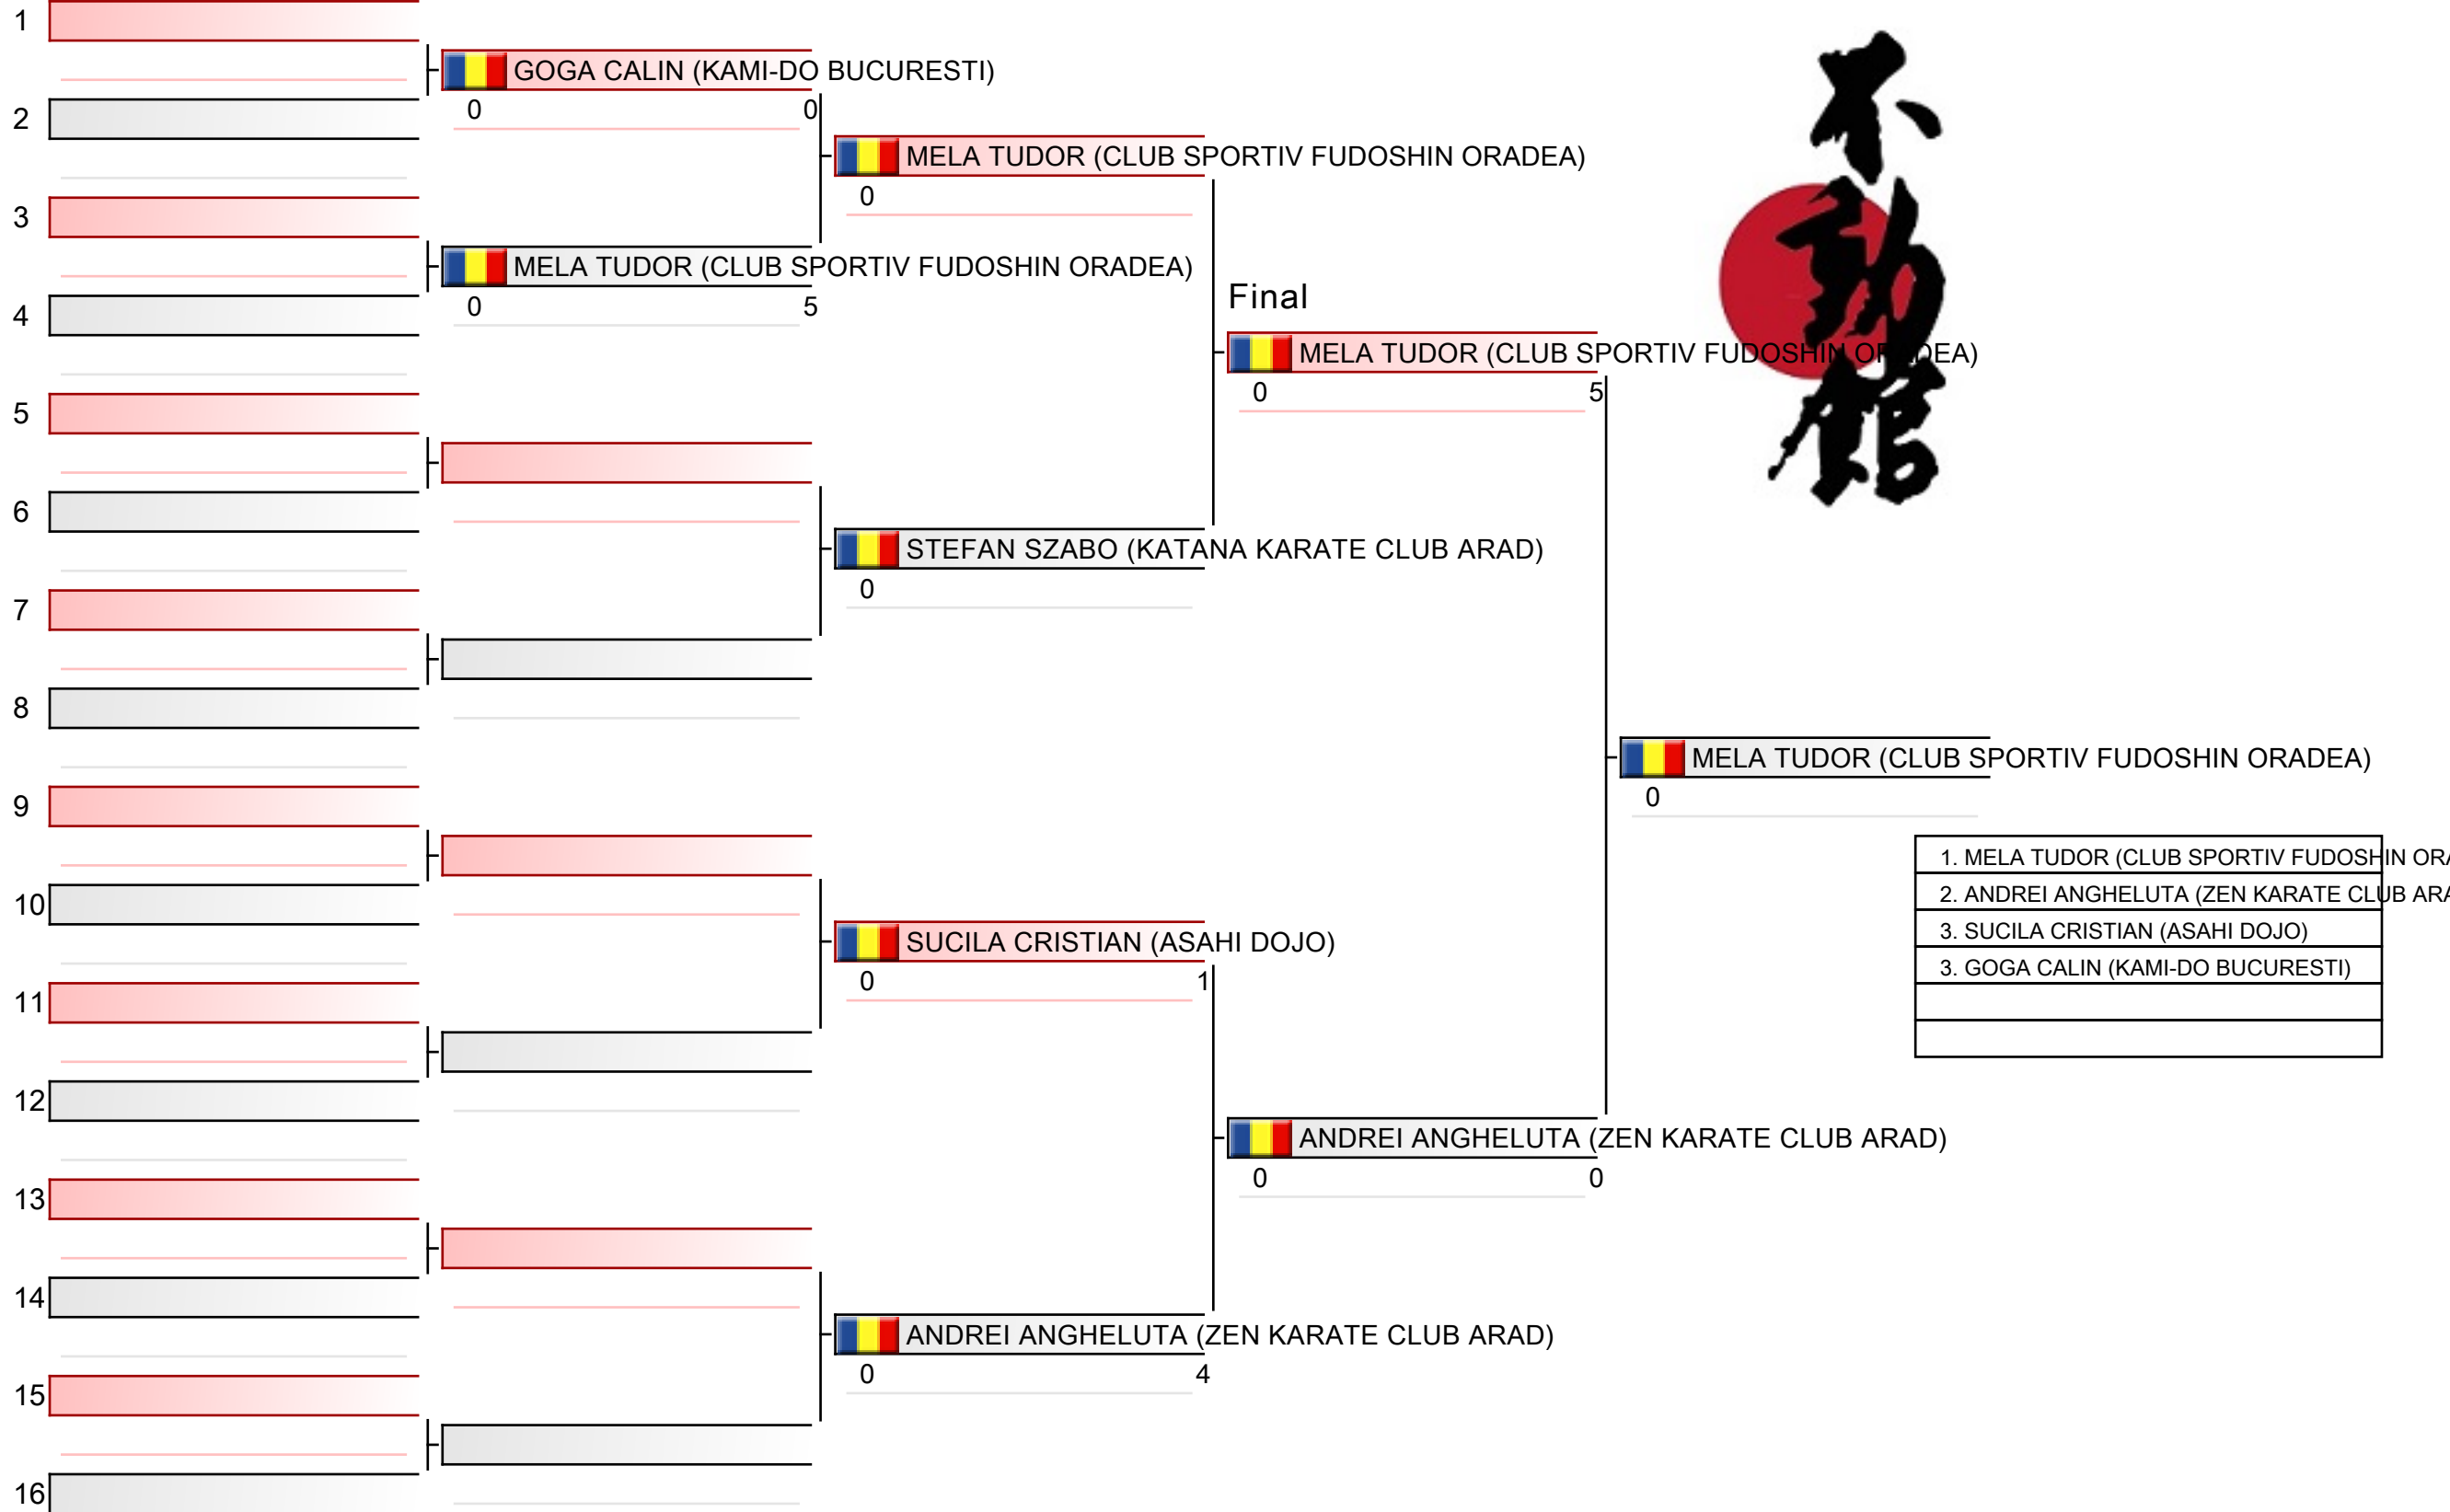 1
GOGA CALIN (KAMI-DO BUCURESTI)
0 0
2
MELA TUDOR (CLUB SPORTIV FUDOSHIN ORADEA)
0
3
MELA TUDOR (CLUB SPORTIV FUDOSHIN ORADEA)
0 5
4
Final
MELA TUDOR (CLUB SPORTIV FUDOSHIN ORADEA)
0 5
5
6
STEFAN SZABO (KATANA KARATE CLUB ARAD)
0
7
8
MELA TUDOR (CLUB SPORTIV FUDOSHIN ORADEA)
0
9
1. MELA TUDOR (CLUB SPORTIV FUDOSHIN ORA
2. ANDREI ANGHELUTA (ZEN KARATE CLUB ARA
3. SUCILA CRISTIAN (ASAHI DOJO)
3. GOGA CALIN (KAMI-DO BUCURESTI)
10
SUCILA CRISTIAN (ASAHI DOJO)
0 1
11
12
ANDREI ANGHELUTA (ZEN KARATE CLUB ARAD)
0 0
13
14
ANDREI ANGHELUTA (ZEN KARATE CLUB ARAD)
0 4
15
16
不動館